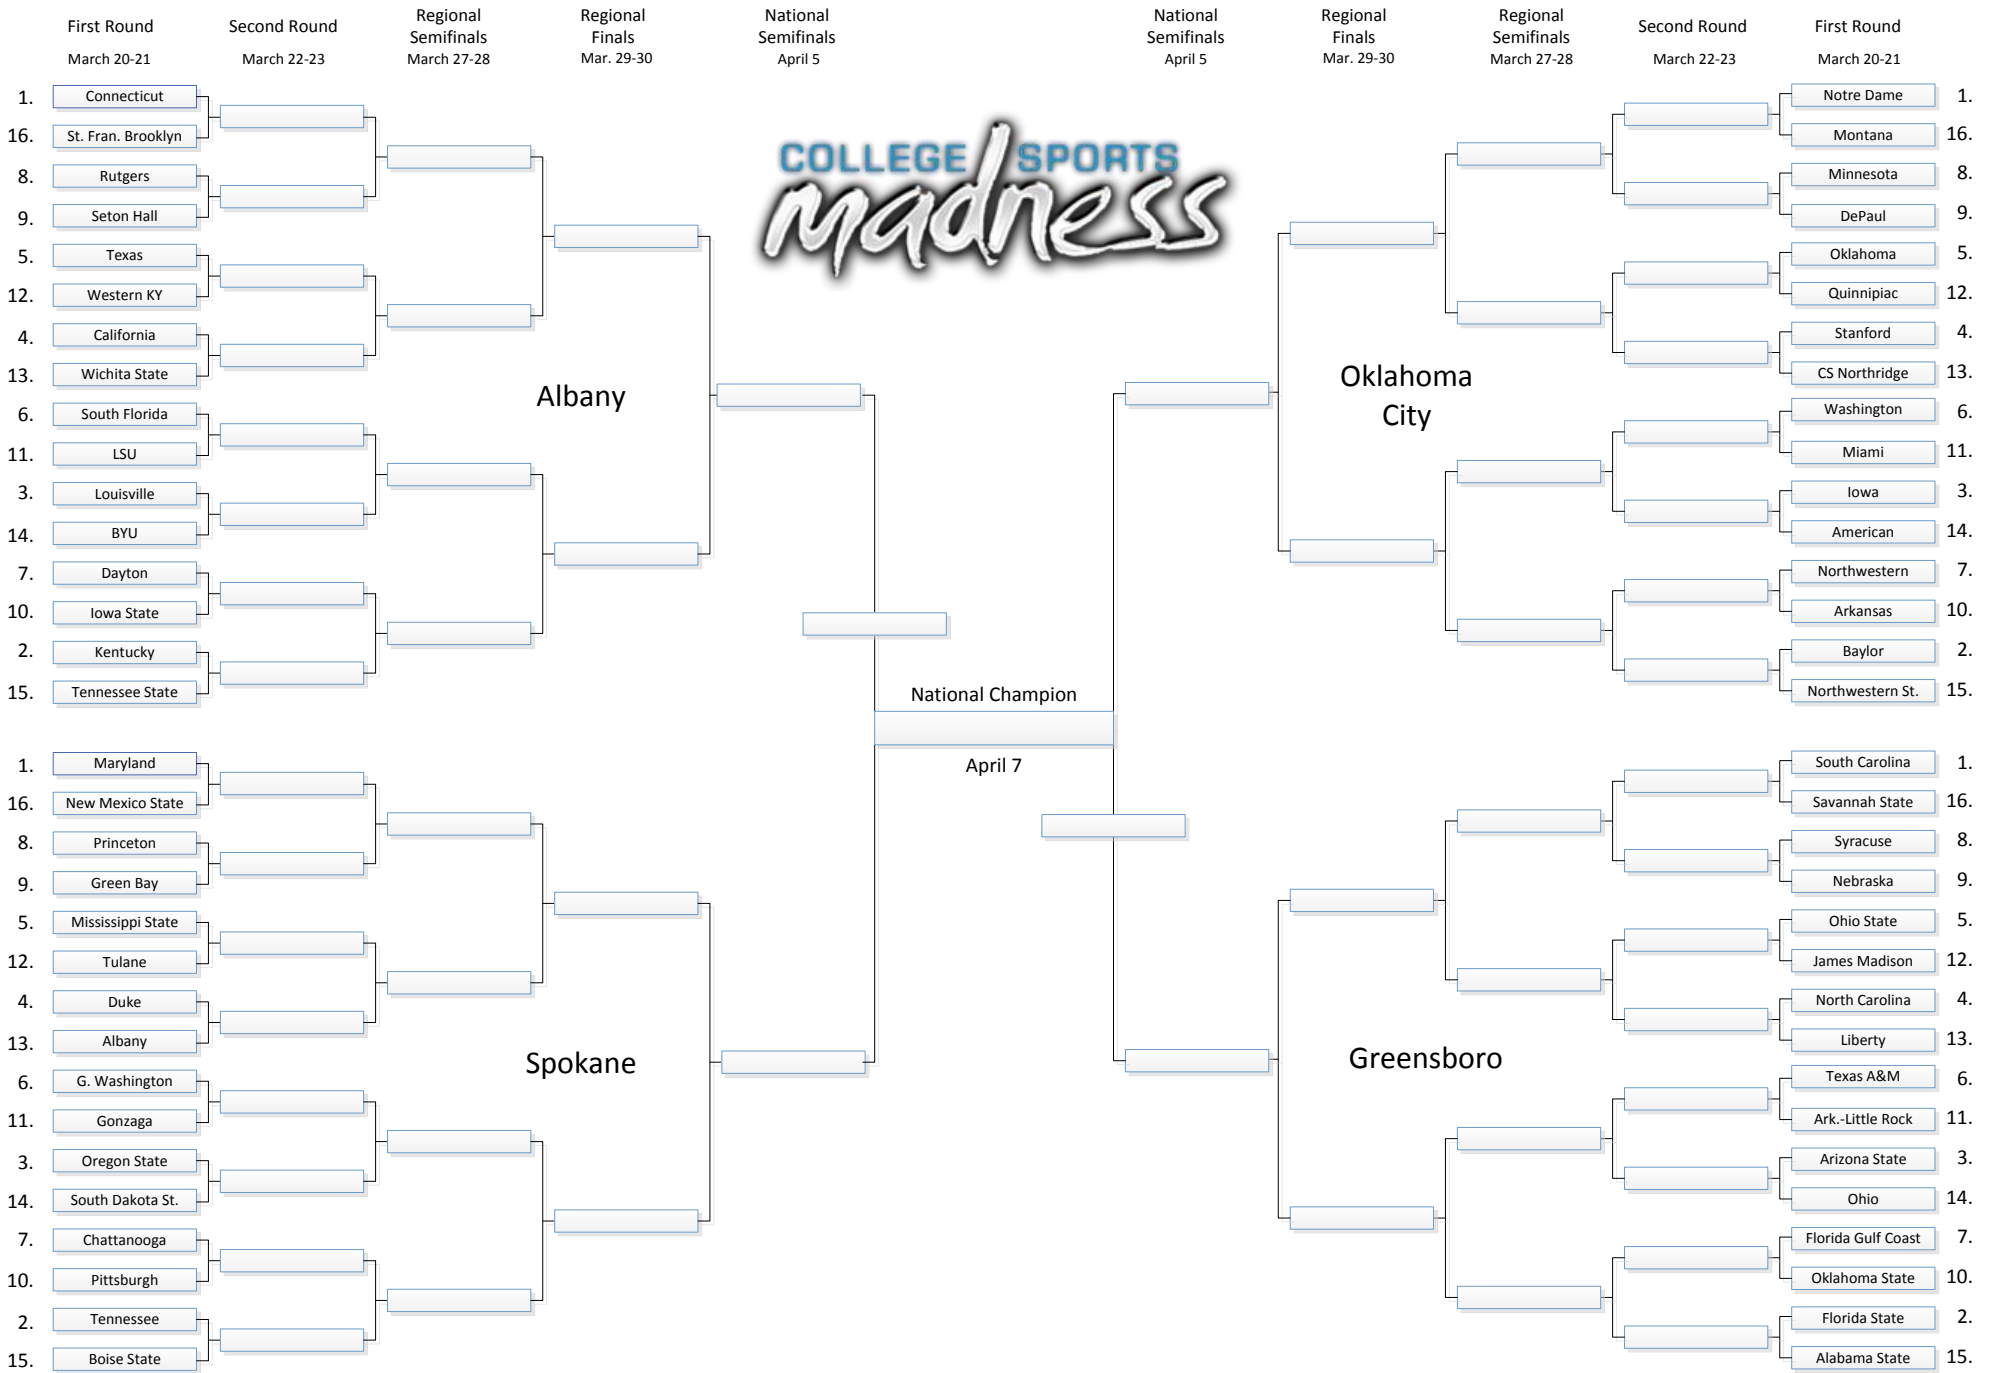 First Round
Second Round
Regional
Semifinals
Regional
Finals
National
Semifinals
National
Semifinals
Regional
Finals
Regional
Semifinals
Second Round
First Round
March 20-21
March 22-23
March 27-28
Mar. 29-30
April 5
April 5
Mar. 29-30
March 27-28
March 22-23
March 20-21
COLLEGE SPORTS
madness
1. Connecticut
16. St. Fran. Brooklyn
8. Rutgers
9. Seton Hall
5. Texas
12. Western KY
4. California
13. Wichita State
Albany
6. South Florida
11. LSU
3. Louisville
14. BYU
7. Dayton
10. Iowa State
2. Kentucky
15. Tennessee State
1. Maryland
16. New Mexico State
8. Princeton
9. Green Bay
5. Mississippi State
12. Tulane
4. Duke
13. Albany
Spokane
6. G. Washington
11. Gonzaga
3. Oregon State
14. South Dakota St.
7. Chattanooga
10. Pittsburgh
2. Tennessee
15. Boise State
National Champion
April 7
Notre Dame 1.
Montana 16.
Minnesota 8.
DePaul 9.
Oklahoma 5.
Quinnipiac 12.
Stanford 4.
CS Northridge 13.
Oklahoma
City
Washington 6.
Miami 11.
Iowa 3.
American 14.
Northwestern 7.
Arkansas 10.
Baylor 2.
Northwestern St. 15.
South Carolina 1.
Savannah State 16.
Syracuse 8.
Nebraska 9.
Ohio State 5.
James Madison 12.
North Carolina 4.
Liberty 13.
Greensboro
Texas A&M 6.
Ark.-Little Rock 11.
Arizona State 3.
Ohio 14.
Florida Gulf Coast 7.
Oklahoma State 10.
Florida State 2.
Alabama State 15.